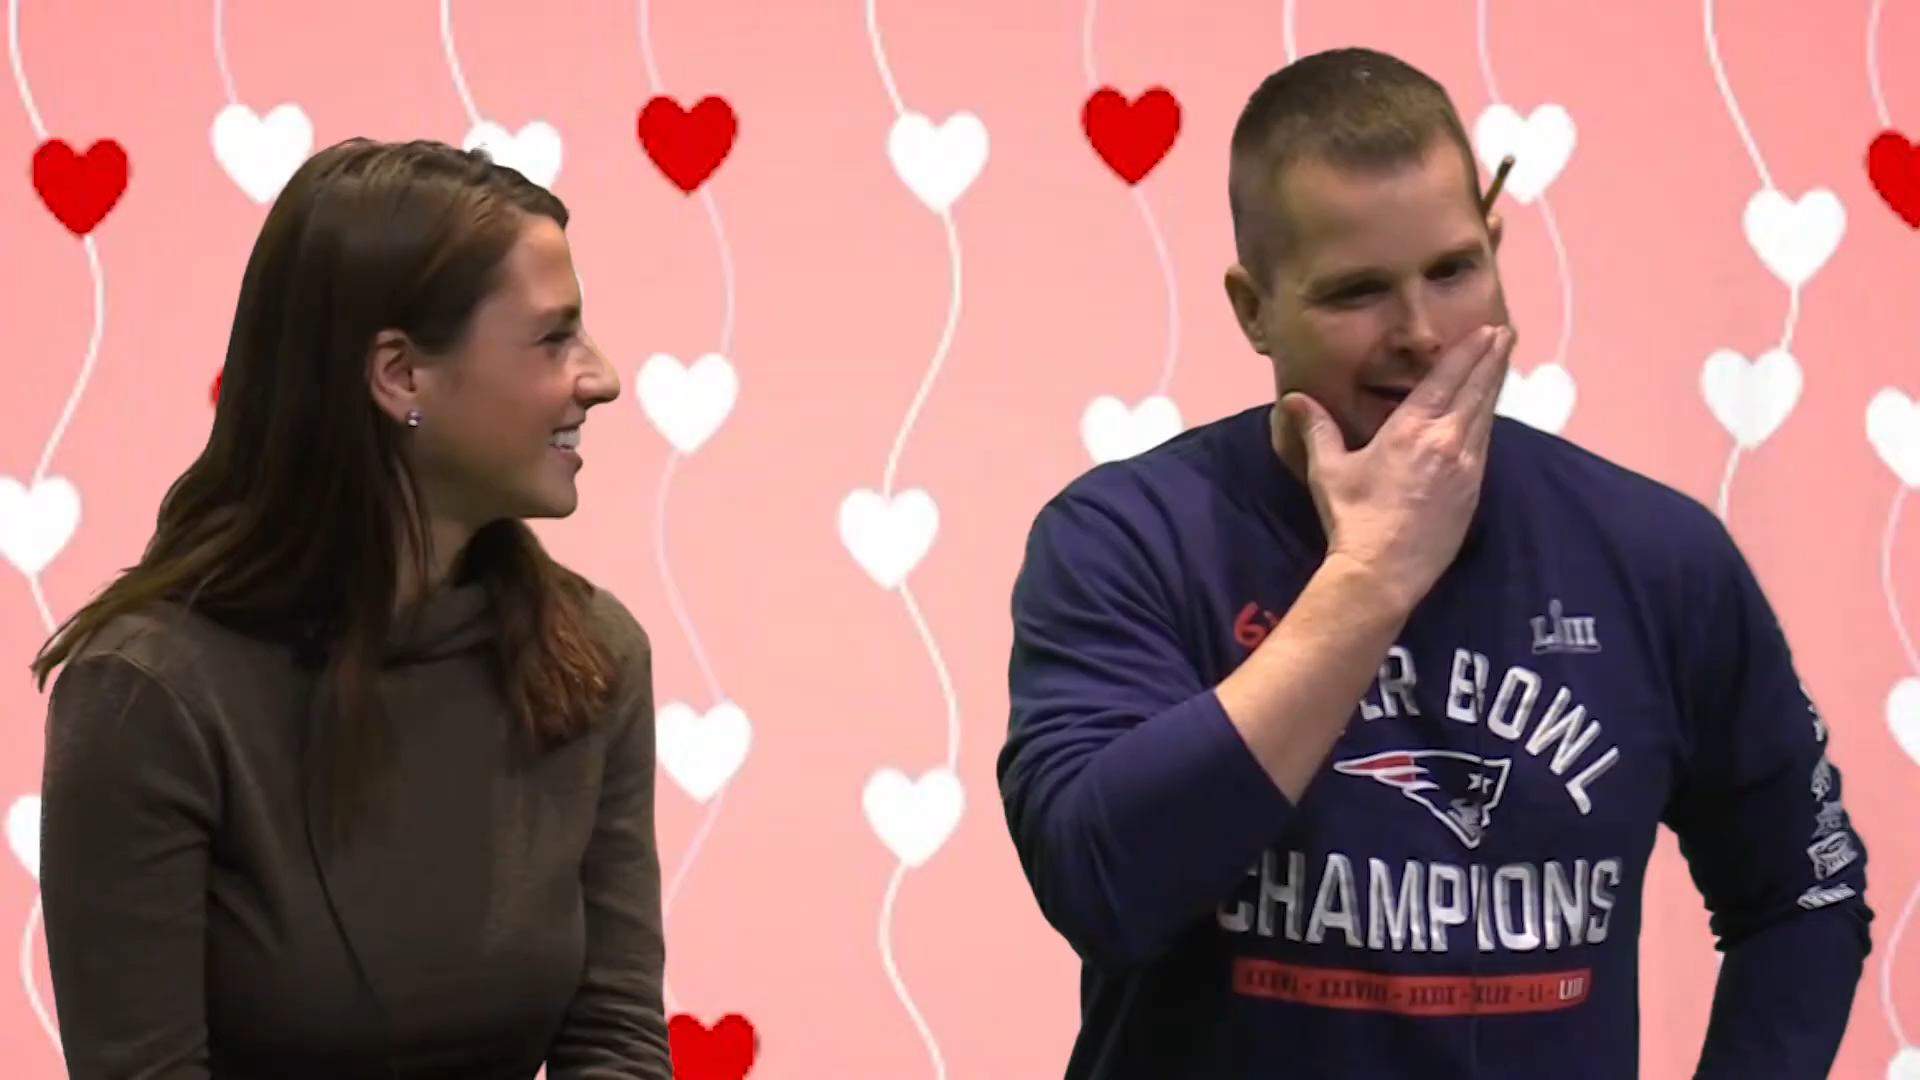 6x
LIII
ER BOWL
CHAMPIONS
XXXVI - XXXVIII - XXXIX - XLIX - LI - LIII